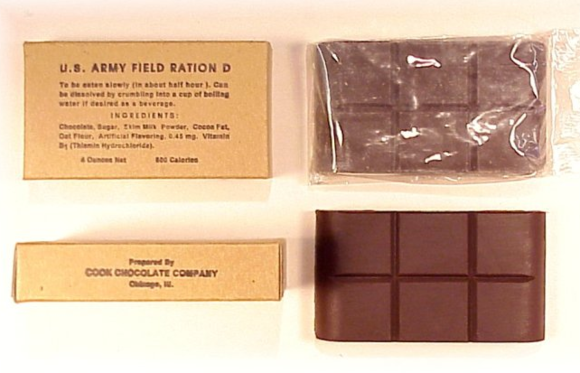 U.S. ARMY FIELD RATION D
To be eaten slowly (in about half hour). Can
be dissolved by crumbling into a cup of boiling
water if desired as a beverage.
INGREDIENTS:
Chocolate, Sugar, Skim Milk Powder, Cocoa Fat,
Oat Flour, Artificial Flavoring, 0.45 mg. Vitamin
B₁ (Thiamin Hydrochloride).
4 Ounces Net 600 Calories
Prepared By
COOK CHOCOLATE COMPANY
Chicago, Ill.